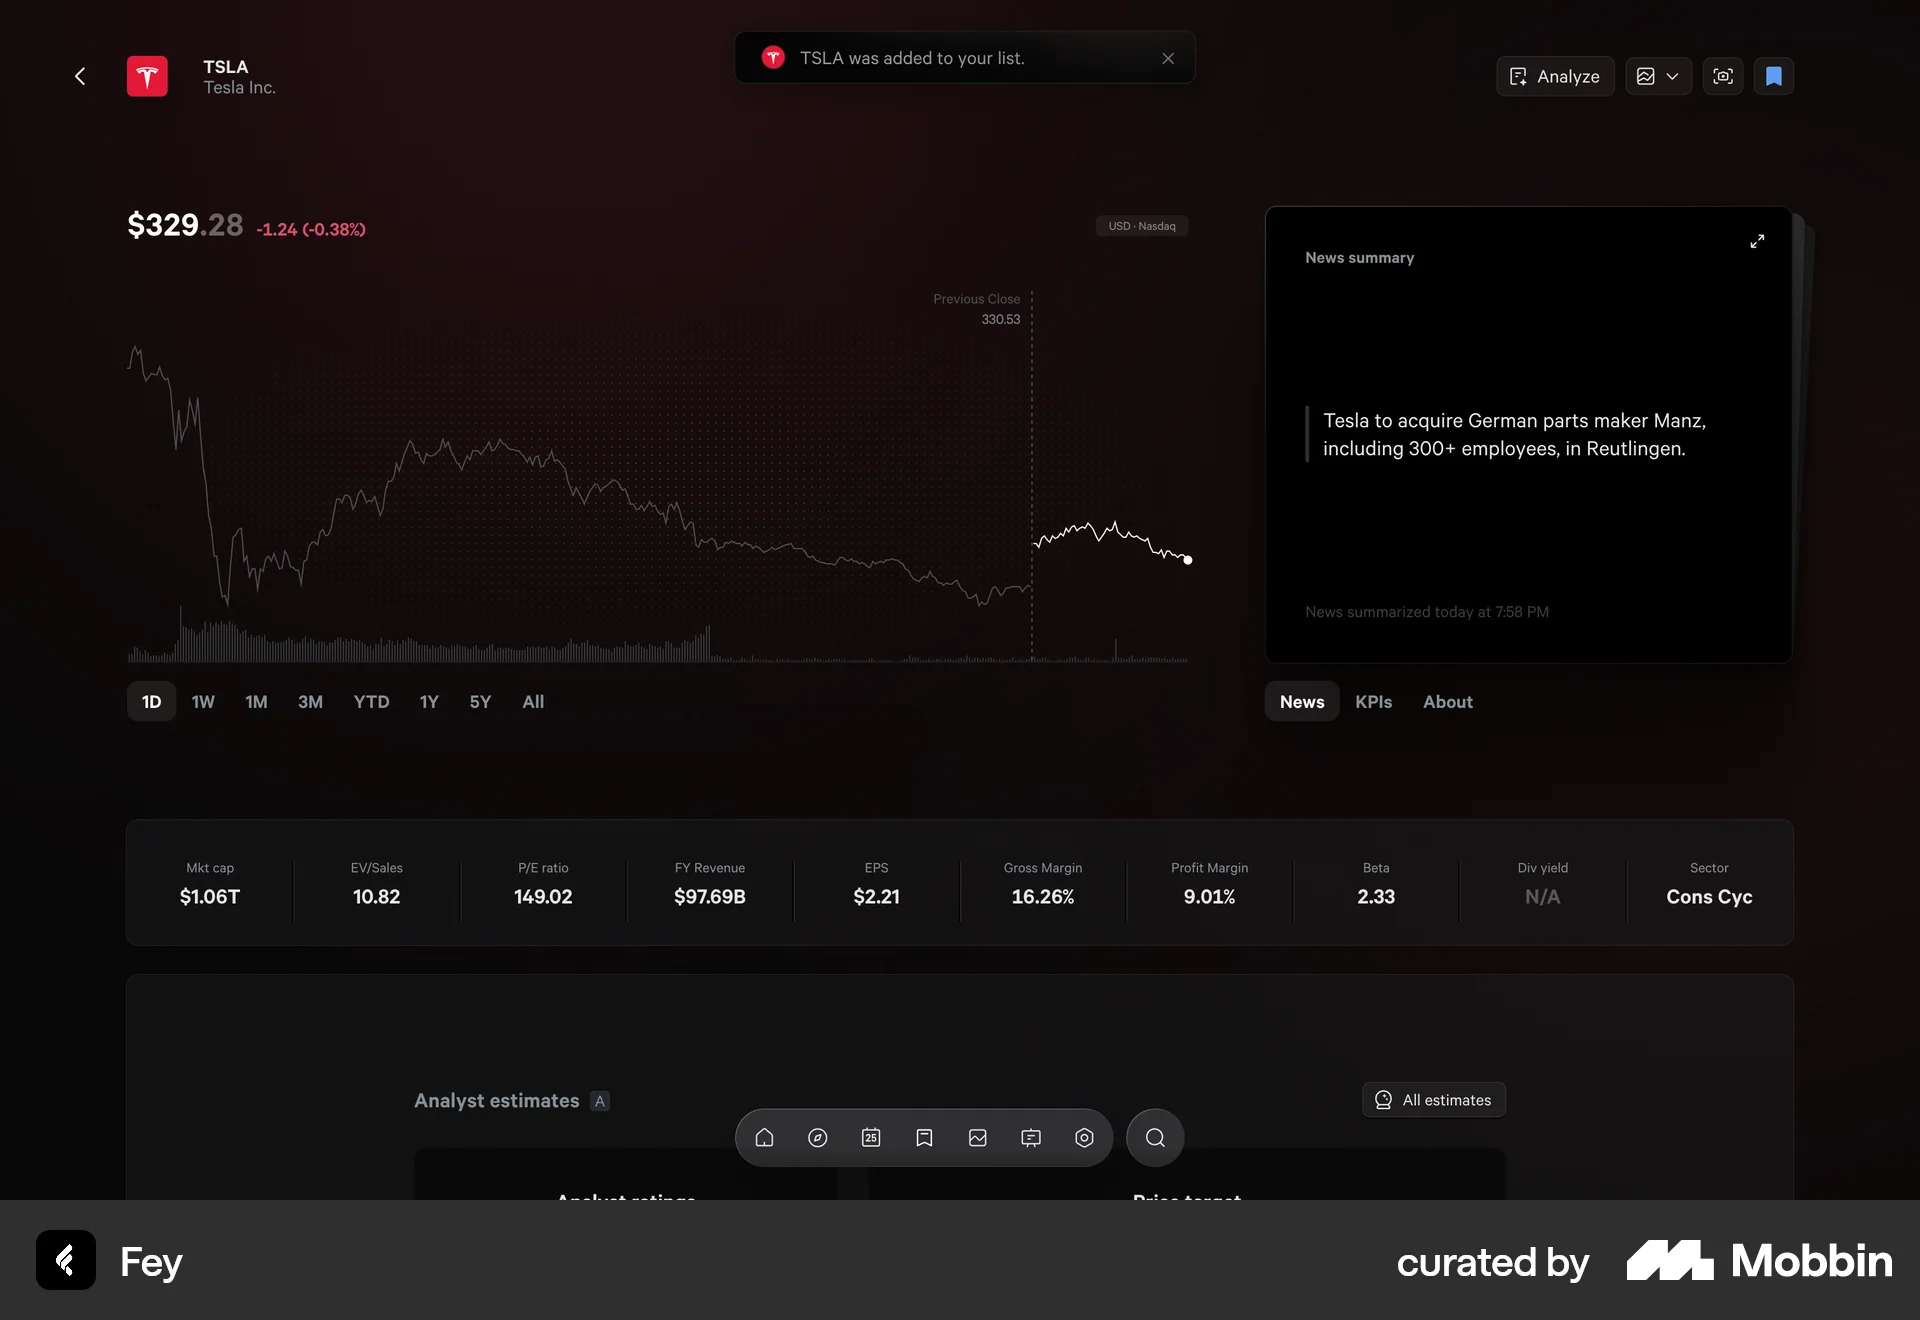 TSLA
Tesla Inc.
TSLA was added to your list.
Analyze
$329.28 -1.24 (-0.38%)
USD · Nasdaq
Previous Close
330.53
News summary
Tesla to acquire German parts maker Manz,
including 300+ employees, in Reutlingen.
News summarized today at 7:58 PM
1D 1W 1M 3M YTD 1Y 5Y All
News KPIs About
Mkt cap EV/Sales P/E ratio FY Revenue EPS Gross Margin Profit Margin Beta Div yield Sector
$1.06T 10.82 149.02 $97.69B $2.21 16.26% 9.01% 2.33 N/A Cons Cyc
Analyst estimates A
All estimates
25
Analyst ratings Price target
Fey
curated by Mobbin